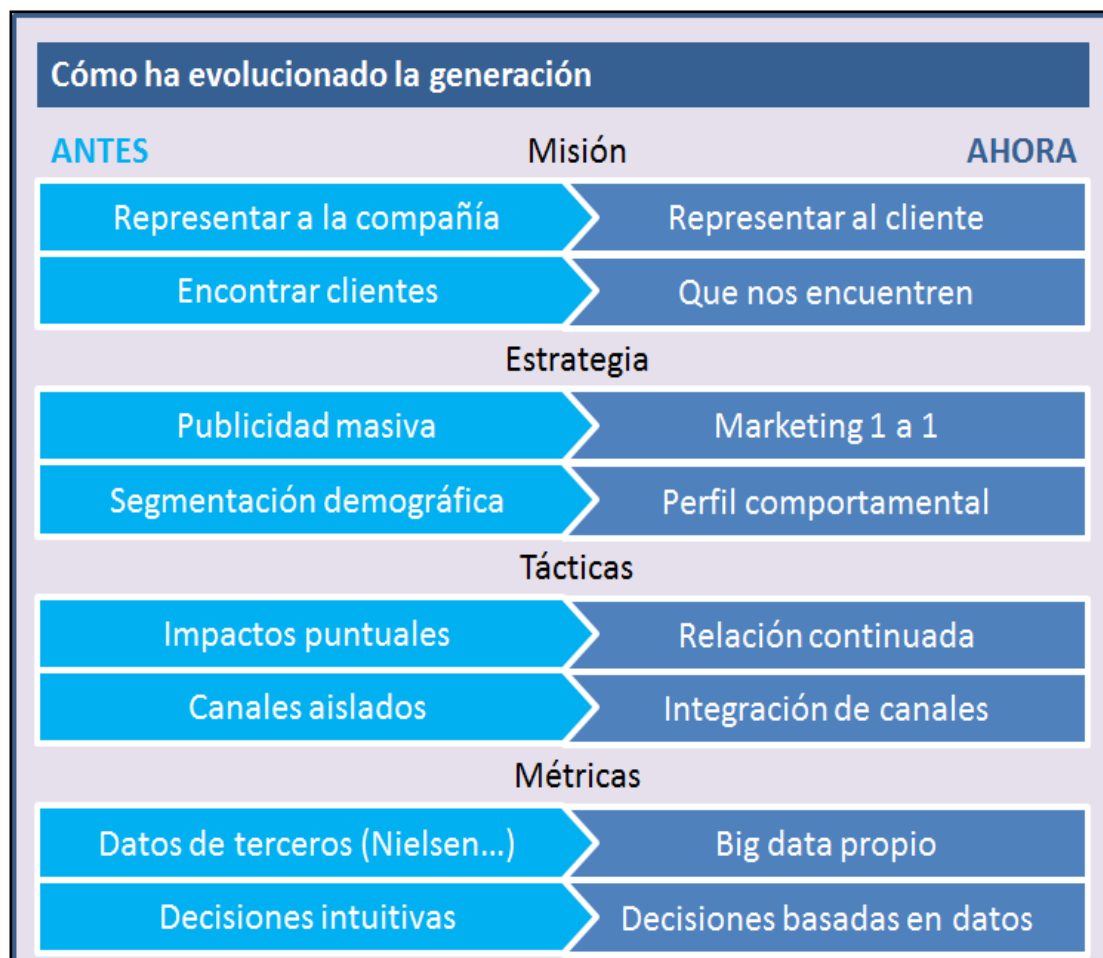 Cómo ha evolucionado la generación
ANTES Misión AHORA
Representar a la compañía Representar al cliente
Encontrar clientes Que nos encuentren
Estrategia
Publicidad masiva Marketing 1 a 1
Segmentación demográfica Perfil comportamental
Tácticas
Impactos puntuales Relación continuada
Canales aislados Integración de canales
Métricas
Datos de terceros (Nielsen...) Big data propio
Decisiones intuitivas Decisiones basadas en datos